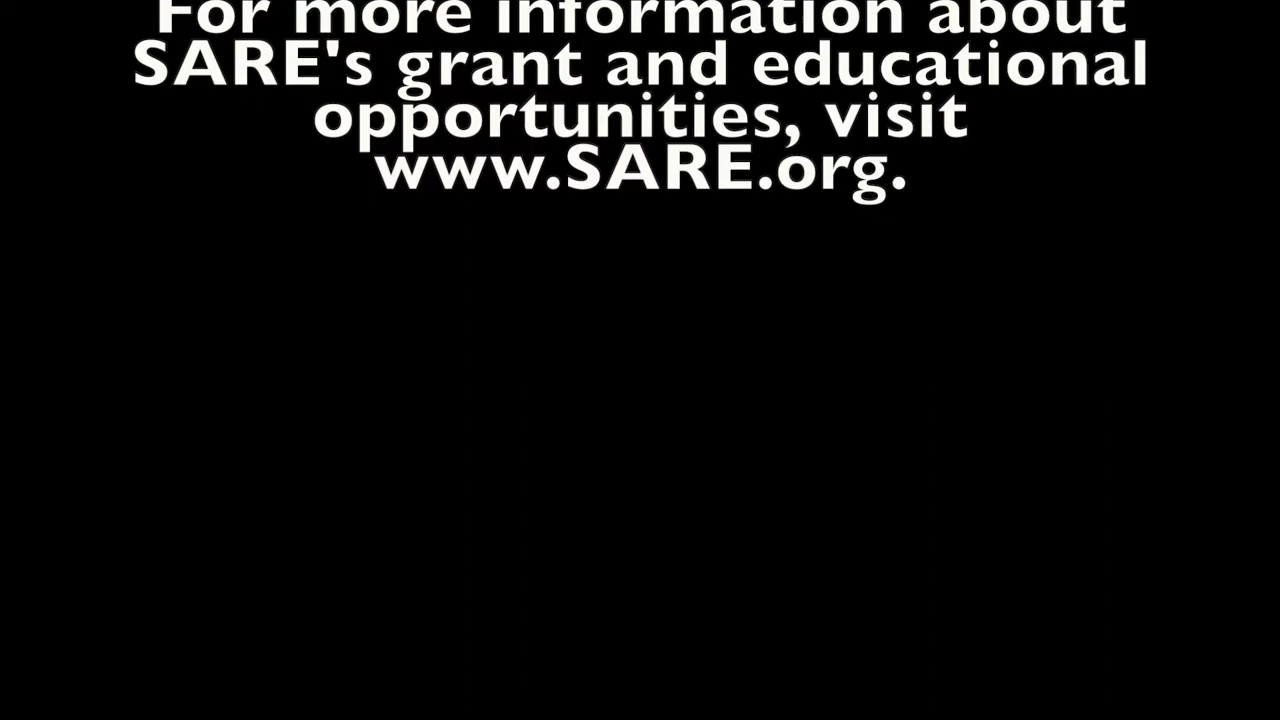 For more information about
SARE's grant and educational
opportunities, visit
www.SARE.org.